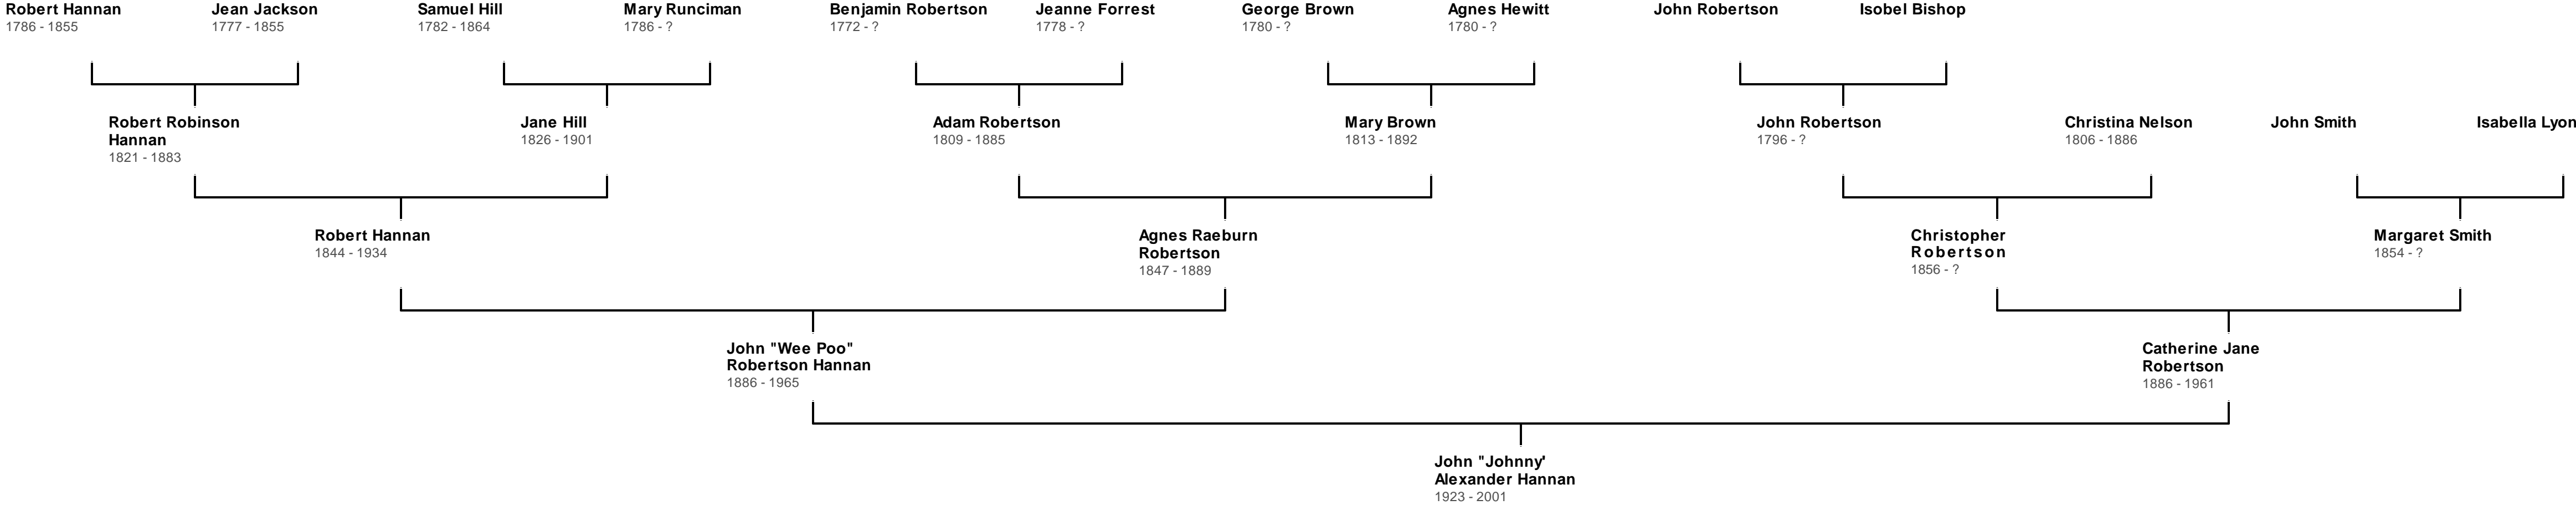 Robert Hannan
1786 - 1855
Jean Jackson
1777 - 1855
Samuel Hill
1782 - 1864
Mary Runciman
1786 - ?
Benjamin Robertson
1772 - ?
Jeanne Forrest
1778 - ?
George Brown
1780 - ?
Agnes Hewitt
1780 - ?
John Robertson
Isobel Bishop
Robert Robinson
Hannan
1821 - 1883
Jane Hill
1826 - 1901
Adam Robertson
1809 - 1885
Mary Brown
1813 - 1892
John Robertson
1796 - ?
Christina Nelson
1806 - 1886
John Smith
Isabella Lyon
Robert Hannan
1844 - 1934
Agnes Raeburn
Robertson
1847 - 1889
Christopher
Robertson
1856 - ?
Margaret Smith
1854 - ?
John "Wee Poo"
Robertson Hannan
1886 - 1965
Catherine Jane
Robertson
1886 - 1961
John "Johnny'
Alexander Hannan
1923 - 2001